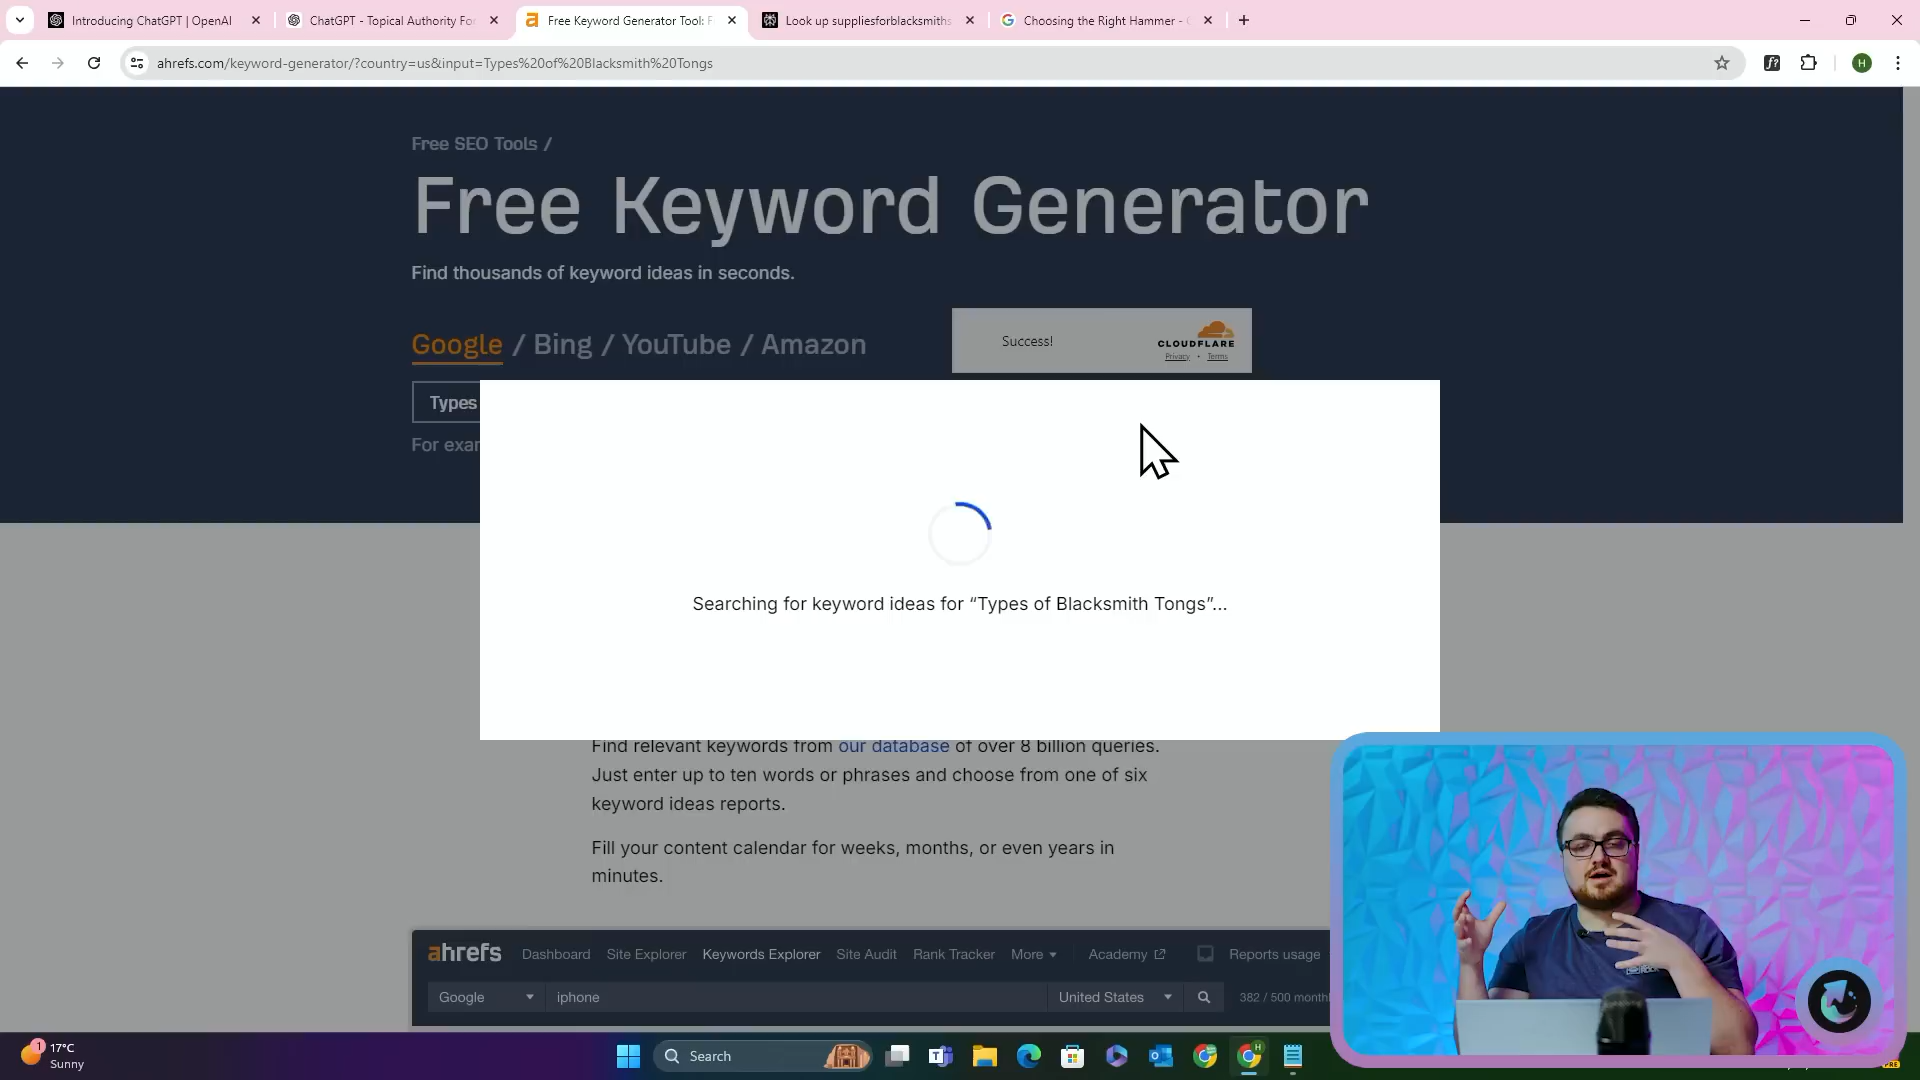 Introducing ChatGPT | OpenAI
ChatGPT - Topical Authority For
Free Keyword Generator Tool: F
Look up suppliesforblacksmiths
Choosing the Right Hammer -
ahrefs.com/keyword-generator/?country=us&input=Types%20of%20Blacksmith%20Tongs
H
Free SEO Tools /
Free Keyword Generator
Find thousands of keyword ideas in seconds.
Google / Bing / YouTube / Amazon
Success!
CLOUDFLARE
Privacy • Terms
Types
For exam
Searching for keyword ideas for “Types of Blacksmith Tongs”...
Find relevant keywords from our database of over 8 billion queries.
Just enter up to ten words or phrases and choose from one of six
keyword ideas reports.
Fill your content calendar for weeks, months, or even years in
minutes.
ahrefs Dashboard Site Explorer Keywords Explorer Site Audit Rank Tracker More Academy Reports usage
Google iphone United States 382 / 500 month
1 17°C
Sunny
Search
PRE